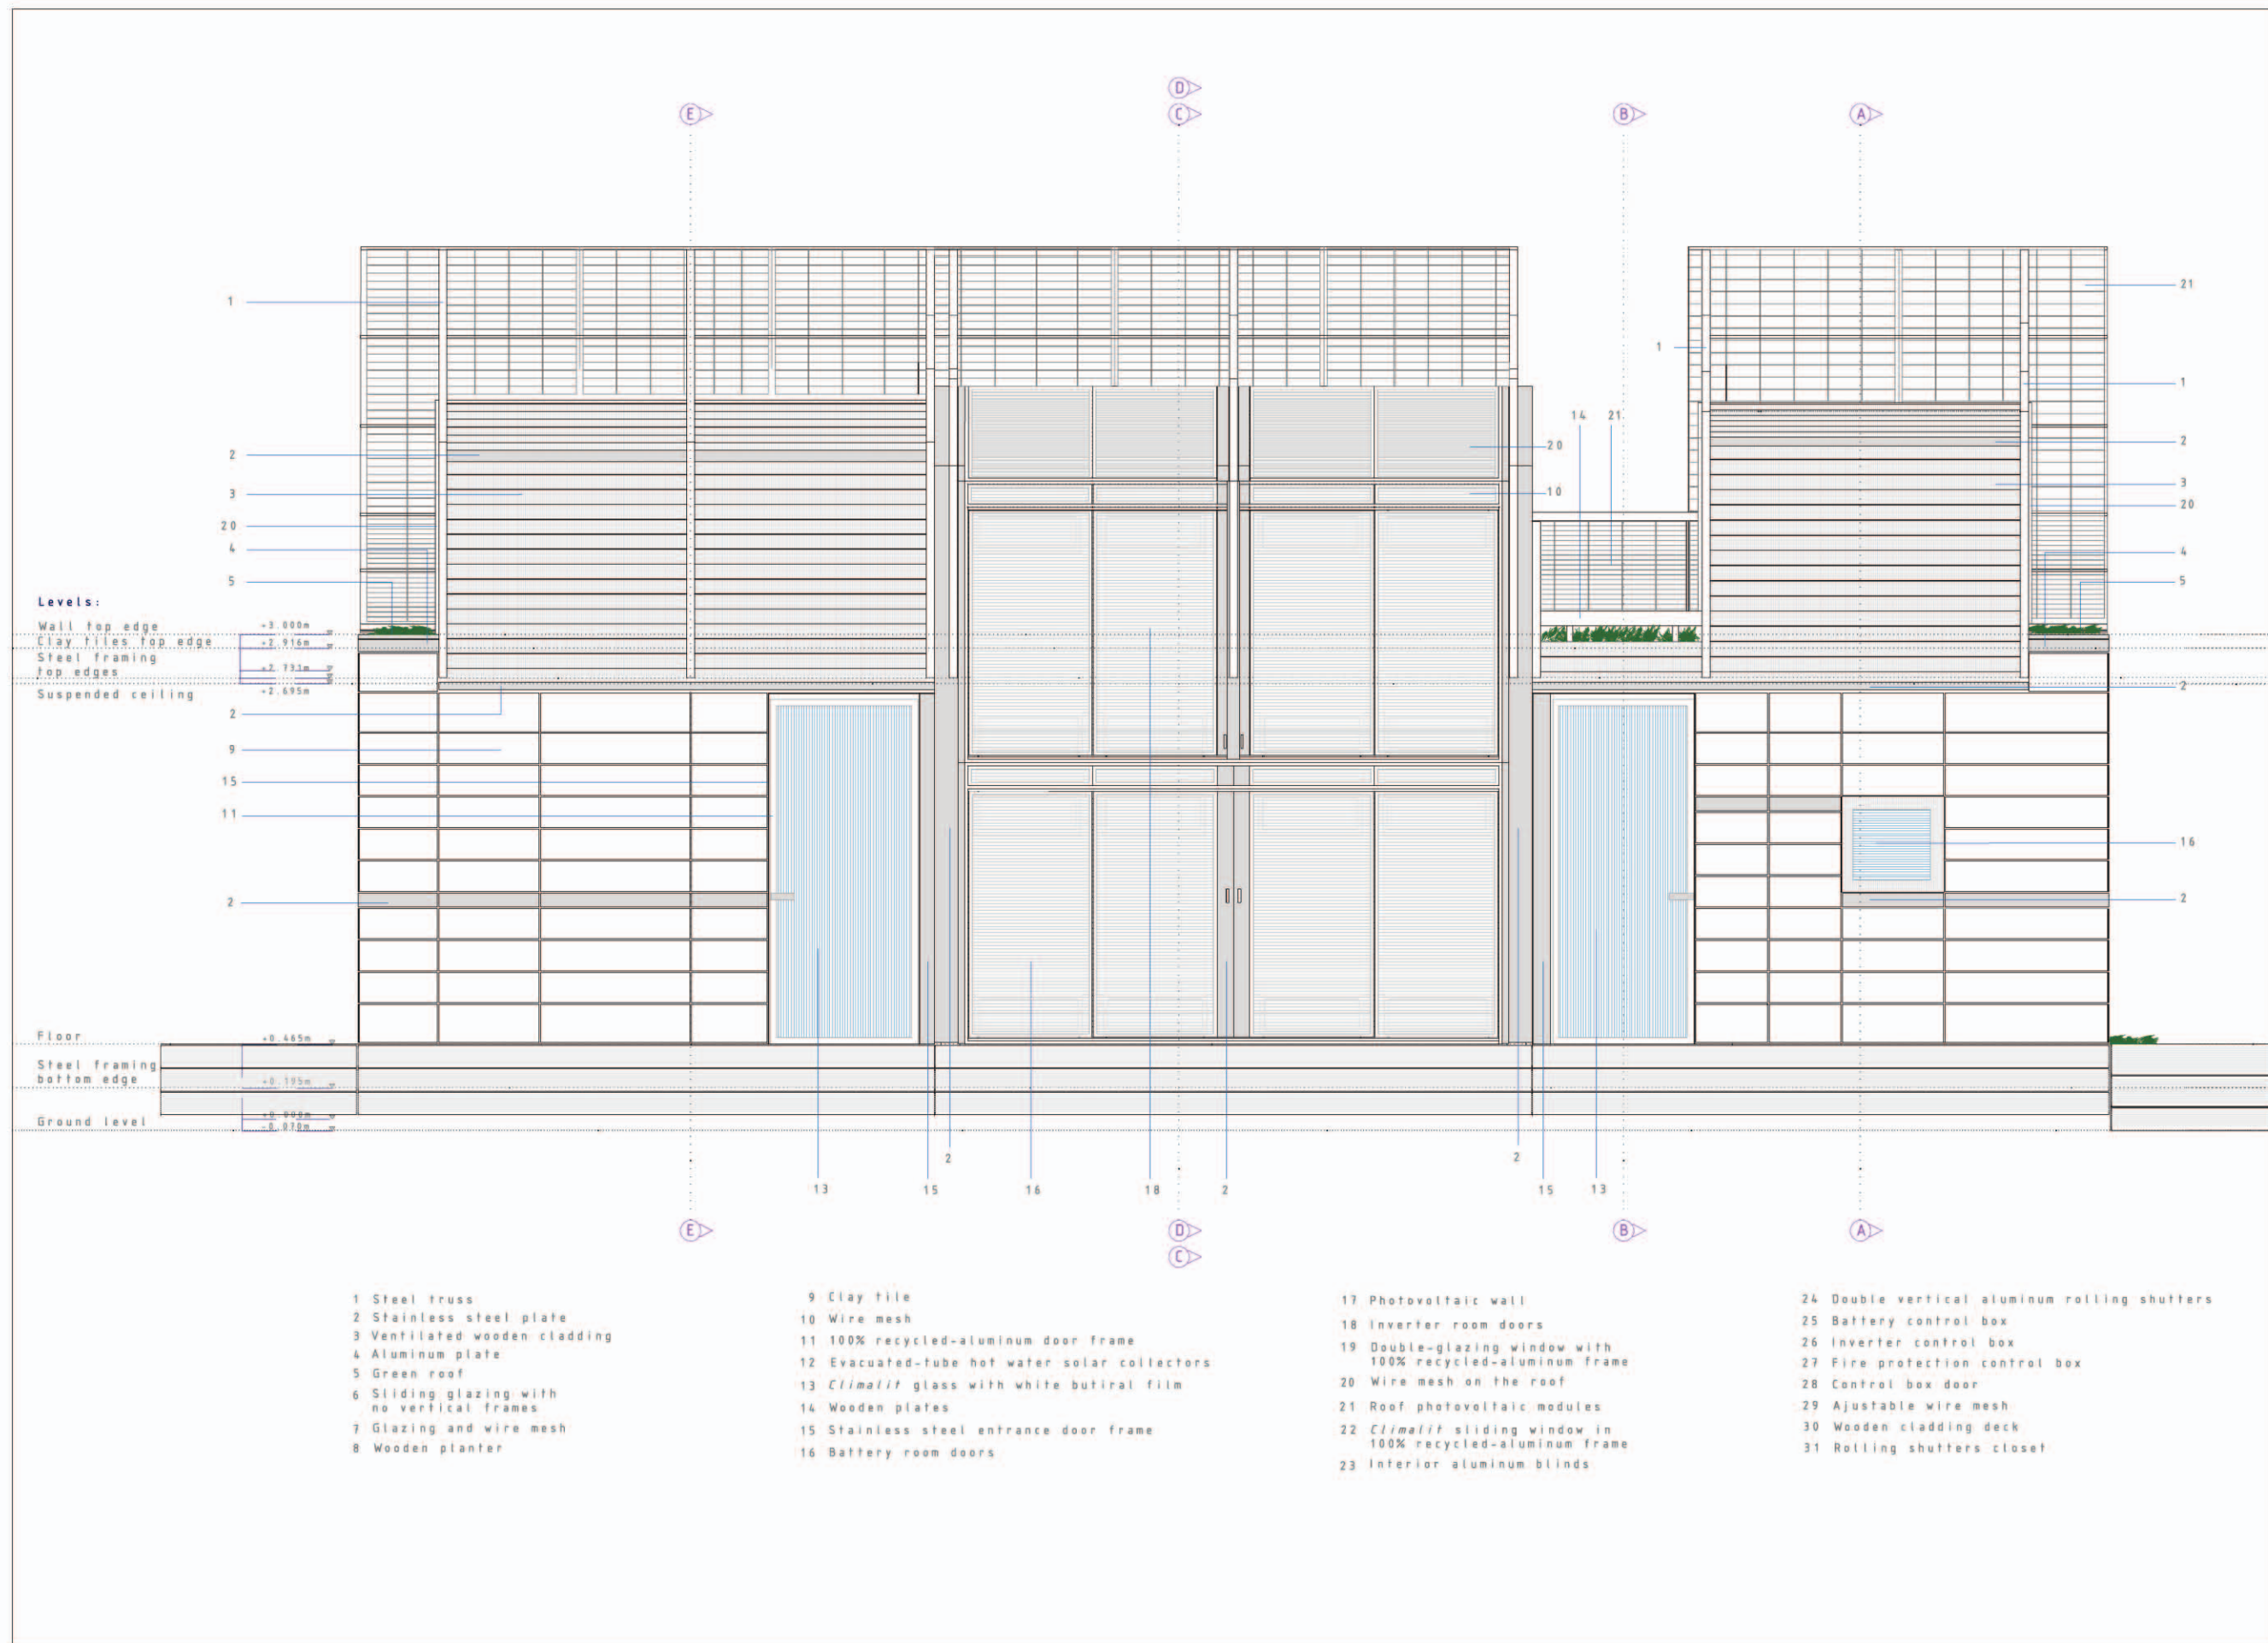 D
E
C
B
A
1
21
1
1
14
21
20
2
2
3
10
3
20
20
4
4
5
5
Levels:
Wall top edge
+3.000m
Clay tiles top edge
+2.916m
Steel framing
top edges
+2.731m
Suspended ceiling
+2.695m
2
2
9
15
11
16
2
2
Floor
+0.465m
Steel framing
bottom edge
+0.195m
+0.000m
Ground level
-0.070m
2
2
13
15
16
18
2
15
13
E
D
B
A
C
1 Steel truss
2 Stainless steel plate
3 Ventilated wooden cladding
4 Aluminum plate
5 Green roof
6 Sliding glazing with
no vertical frames
7 Glazing and wire mesh
8 Wooden planter
9 Clay tile
10 Wire mesh
11 100% recycled-aluminum door frame
12 Evacuated-tube hot water solar collectors
13 Climalit glass with white butiral film
14 Wooden plates
15 Stainless steel entrance door frame
16 Battery room doors
17 Photovoltaic wall
18 Inverter room doors
19 Double-glazing window with
100% recycled-aluminum frame
20 Wire mesh on the roof
21 Roof photovoltaic modules
22 Climalit sliding window in
100% recycled-aluminum frame
23 Interior aluminum blinds
24 Double vertical aluminum rolling shutters
25 Battery control box
26 Inverter control box
27 Fire protection control box
28 Control box door
29 Ajustable wire mesh
30 Wooden cladding deck
31 Rolling shutters closet